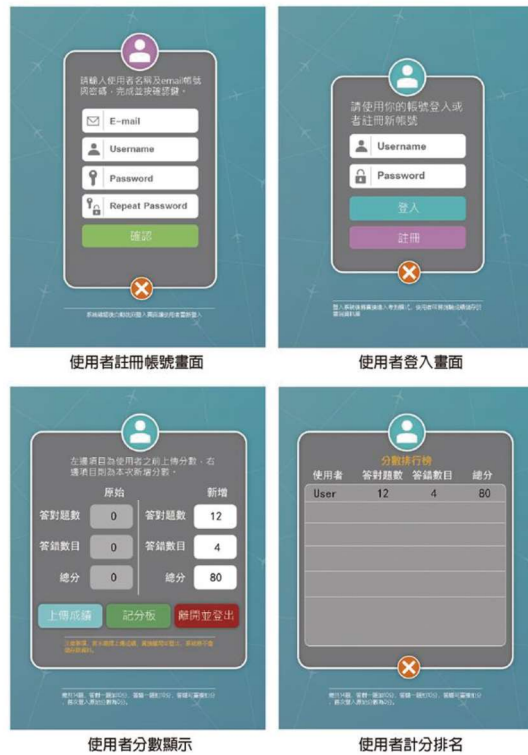 請輸入使用者名稱及email帳號
與密碼，完成並按確認鍵。
E-mail
Username
Password
Repeat Password
確認
使用者註冊帳號畫面
請使用你的帳號登入或
者註冊新帳號
Username
Password
登入
註冊
使用者登入畫面
左邊項目為使用者之前上傳分數，右
邊項目則為本次新增分數。
原始 新增
答對題數 0 答對題數 12
答錯數目 0 答錯數目 4
總分 0 總分 80
上傳成績 記分板 離開並登出
使用者分數顯示
分數排行榜
使用者 答對題數 答錯數目 總分
User 12 4 80
使用者計分排名